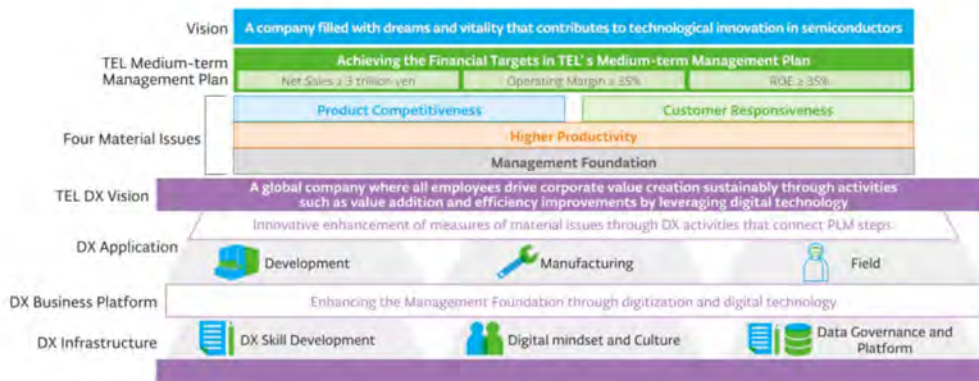 Vision
A company filled with dreams and vitality that contributes to technological innovation in semiconductors
TEL Medium-term
Management Plan
Achieving the Financial Targets in TEL's Medium-term Management Plan
Net Sales ≥ 3 trillion yen
Operating Margin ≥ 35%
ROE ≥ 35%
Four Material Issues
Product Competitiveness
Customer Responsiveness
Higher Productivity
Management Foundation
TEL DX Vision
A global company where all employees drive corporate value creation sustainably through activities
such as value addition and efficiency improvements by leveraging digital technology
Innovative enhancement of measures of material issues through DX activities that connect PLM steps.
DX Application
Development
Manufacturing
Field
DX Business Platform
Enhancing the Management Foundation through digitization and digital technology
DX Infrastructure
DX Skill Development
Digital mindset and Culture
Data Governance and
Platform